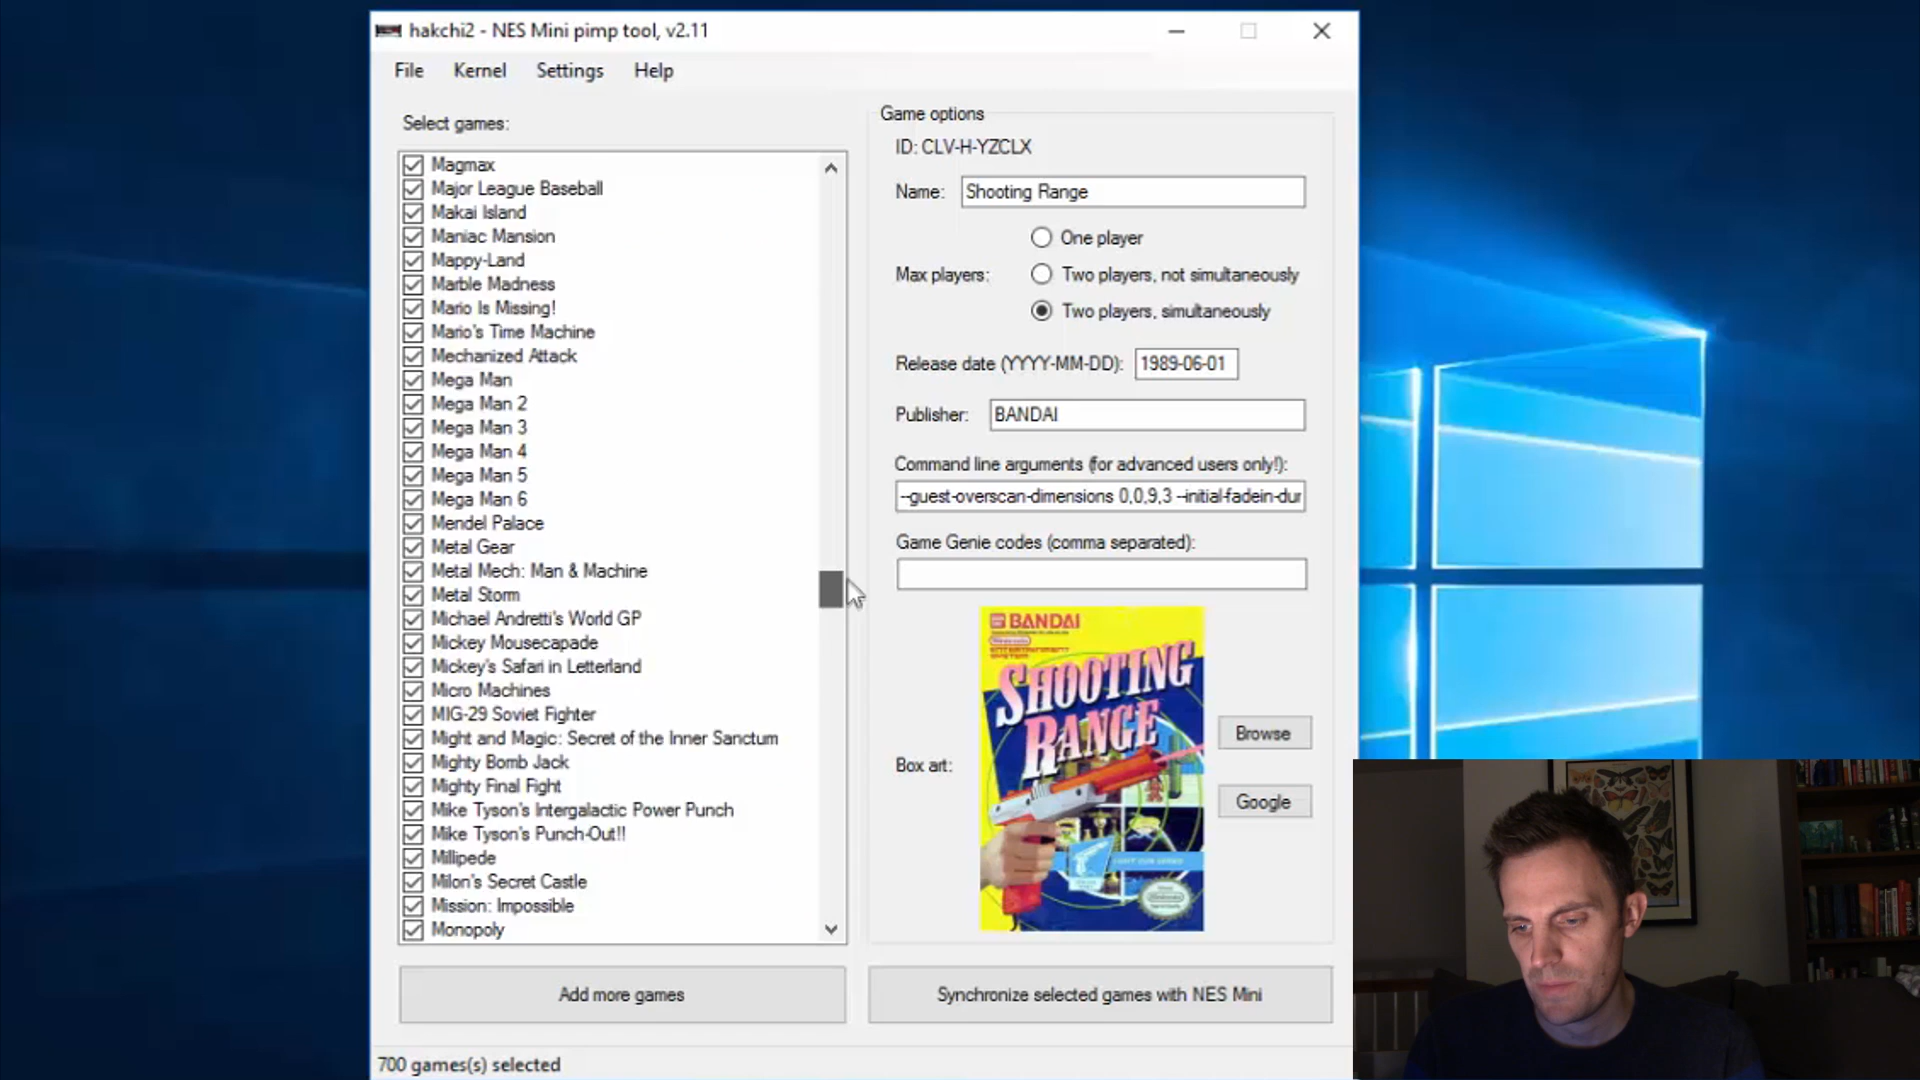 hakchi2 - NES Mini pimp tool, v2.11
File Kernel Settings Help
Select games:
Magmax
Major League Baseball
Makai Island
Maniac Mansion
Mappy-Land
Marble Madness
Mario Is Missing!
Mario's Time Machine
Mechanized Attack
Mega Man
Mega Man 2
Mega Man 3
Mega Man 4
Mega Man 5
Mega Man 6
Mendel Palace
Metal Gear
Metal Mech: Man & Machine
Metal Storm
Michael Andretti's World GP
Mickey Mousecapade
Mickey's Safari in Letterland
Micro Machines
MIG-29 Soviet Fighter
Might and Magic: Secret of the Inner Sanctum
Mighty Bomb Jack
Mighty Final Fight
Mike Tyson's Intergalactic Power Punch
Mike Tyson's Punch-Out!!
Millipede
Milon's Secret Castle
Mission: Impossible
Monopoly
Add more games
Game options
ID: CLV-H-YZCLX
Name: Shooting Range
One player
Max players: Two players, not simultaneously
Two players, simultaneously
Release date (YYYY-MM-DD): 1989-06-01
Publisher: BANDAI
Command line arguments (for advanced users only!):
--guest-overscan-dimensions 0,0,9,3 --initial-fadein-dur
Game Genie codes (comma separated):
BANDAI
SHOOTING
RANGE
Browse
Box art:
Google
Synchronize selected games with NES Mini
700 games(s) selected